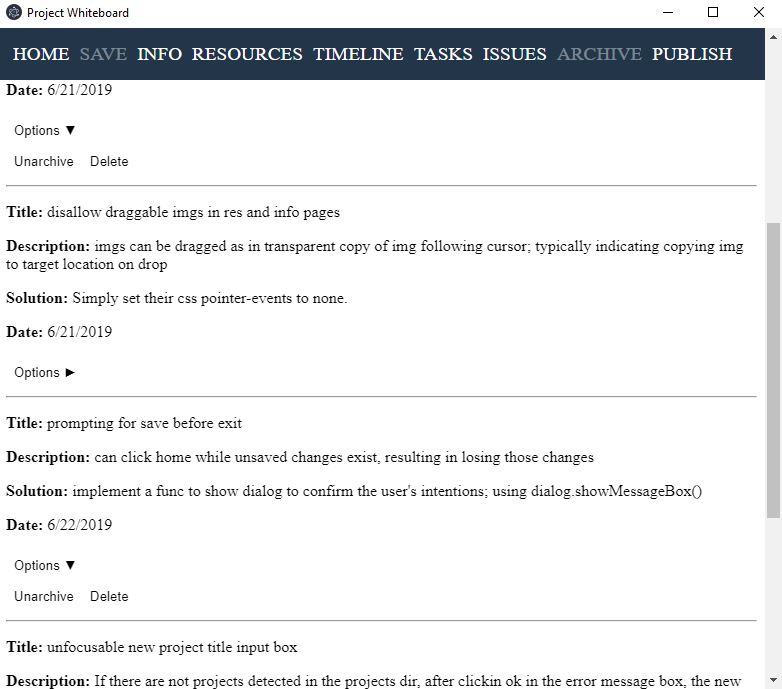 Project Whiteboard
HOME SAVE INFO RESOURCES TIMELINE TASKS ISSUES ARCHIVE PUBLISH
Date: 6/21/2019
Options ▼
Unarchive Delete
Title: disallow draggable imgs in res and info pages
Description: imgs can be dragged as in transparent copy of img following cursor; typically indicating copying img
to target location on drop
Solution: Simply set their css pointer-events to none.
Date: 6/21/2019
Options ►
Title: prompting for save before exit
Description: can click home while unsaved changes exist, resulting in losing those changes
Solution: implement a func to show dialog to confirm the user's intentions; using dialog.showMessageBox()
Date: 6/22/2019
Options ▼
Unarchive Delete
Title: unfocusable new project title input box
Description: If there are not projects detected in the projects dir, after clickin ok in the error message box, the new